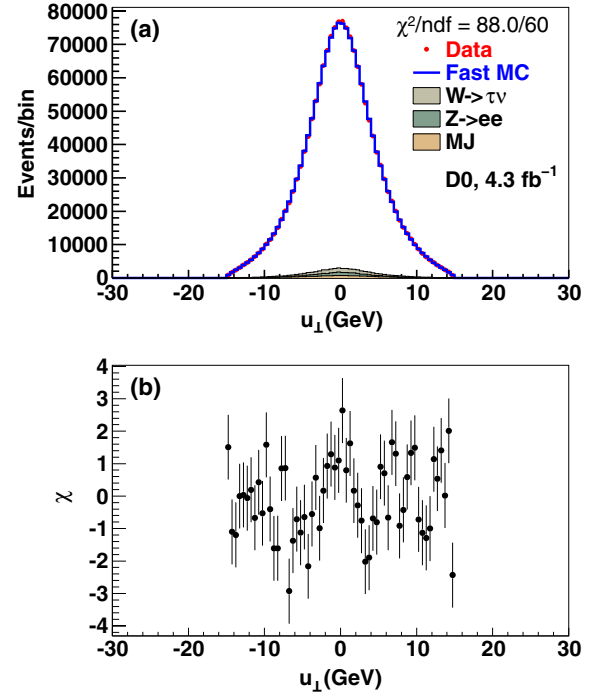 (a)
χ²/ndf = 88.0/60
Data
Fast MC
W->τν
Z->ee
MJ
D0, 4.3 fb⁻¹
Events/bin
80000
70000
60000
50000
40000
30000
20000
10000
0
-30 -20 -10 0 10 20 30
u⊥(GeV)
(b)
χ
4
3
2
1
0
-1
-2
-3
-4
-30 -20 -10 0 10 20 30
u⊥(GeV)